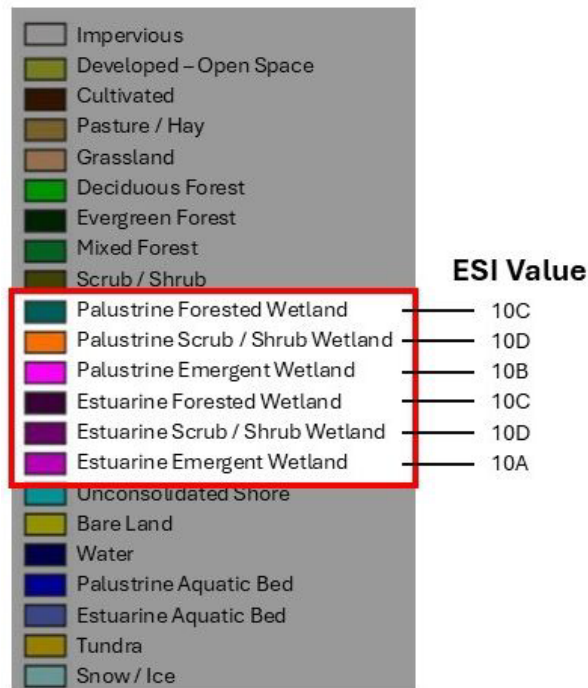 Impervious
Developed – Open Space
Cultivated
Pasture / Hay
Grassland
Deciduous Forest
Evergreen Forest
Mixed Forest
Scrub / Shrub
ESI Value
Palustrine Forested Wetland 10C
Palustrine Scrub / Shrub Wetland 10D
Palustrine Emergent Wetland 10B
Estuarine Forested Wetland 10C
Estuarine Scrub / Shrub Wetland 10D
Estuarine Emergent Wetland 10A
Unconsolidated Shore
Bare Land
Water
Palustrine Aquatic Bed
Estuarine Aquatic Bed
Tundra
Snow / Ice